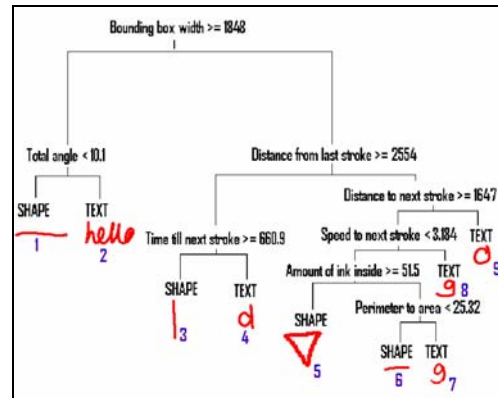 Bounding box width >= 1848
Total angle < 10.1
Distance from last stroke >= 2554
Distance to next stroke >= 1647
SHAPE TEXT
1 hello
2
Time till next stroke >= 660.9
Speed to next stroke < 3.184
TEXT
a 9
Amount of ink inside >= 51.5
TEXT
g 8
SHAPE TEXT
3 d
4
SHAPE
5
Perimeter to area < 25.32
SHAPE TEXT
6 g 7